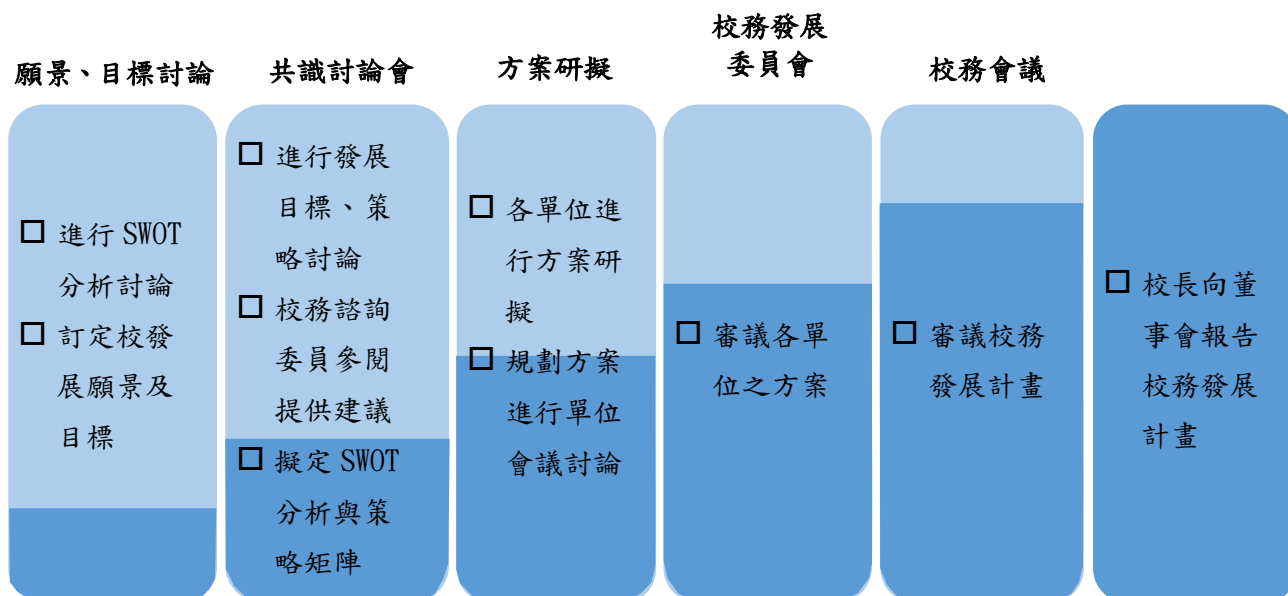 願景、目標討論
□ 進行 SWOT
分析討論
□ 訂定校發
展願景及
目標
共識討論會
□ 進行發展
目標、策
略討論
□ 校務諮詢
委員參閱
提供建議
□ 擬定 SWOT
分析與策
略矩陣
方案研擬
□ 各單位進
行方案研
擬
□ 規劃方案
進行單位
會議討論
校務發展
委員會
□ 審議各單
位之方案
校務會議
□ 審議校務
發展計畫
□ 校長向董
事會報告
校務發展
計畫